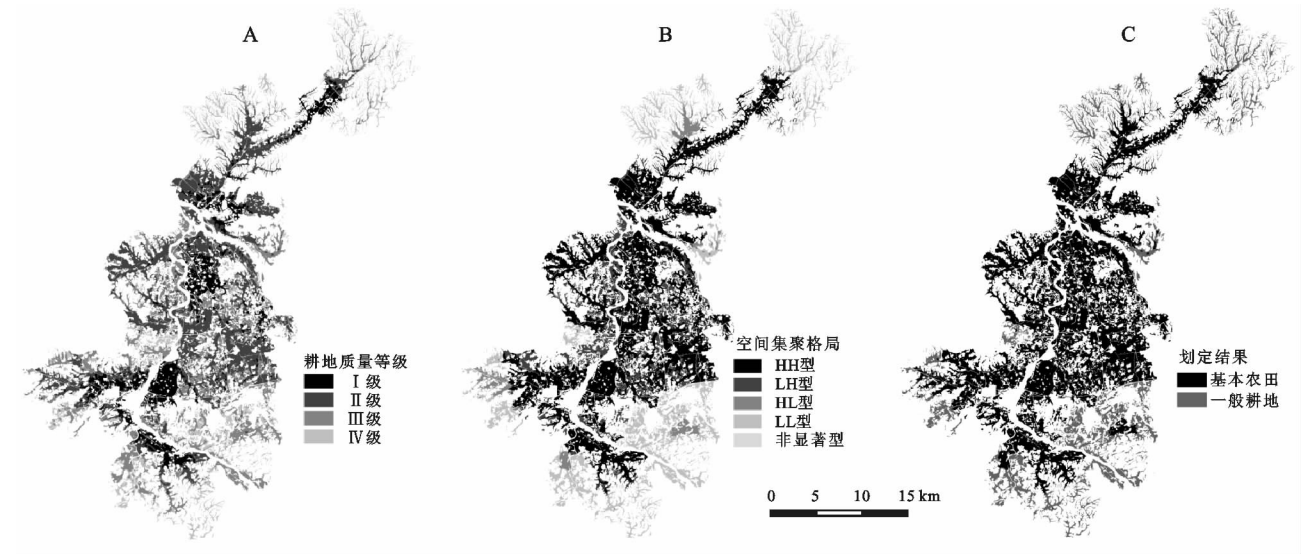 A
B
C
耕地质量等级
Ⅰ级
Ⅱ级
Ⅲ级
Ⅳ级
空间集聚格局
HH型
LH型
HL型
LL型
非显著型
划定结果
基本农田
一般耕地
0 5 10 15 km